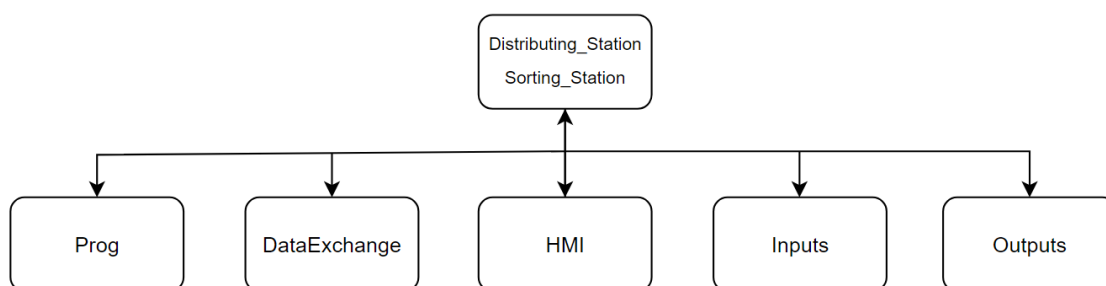 Distributing_Station
Sorting_Station
Prog
DataExchange
HMI
Inputs
Outputs